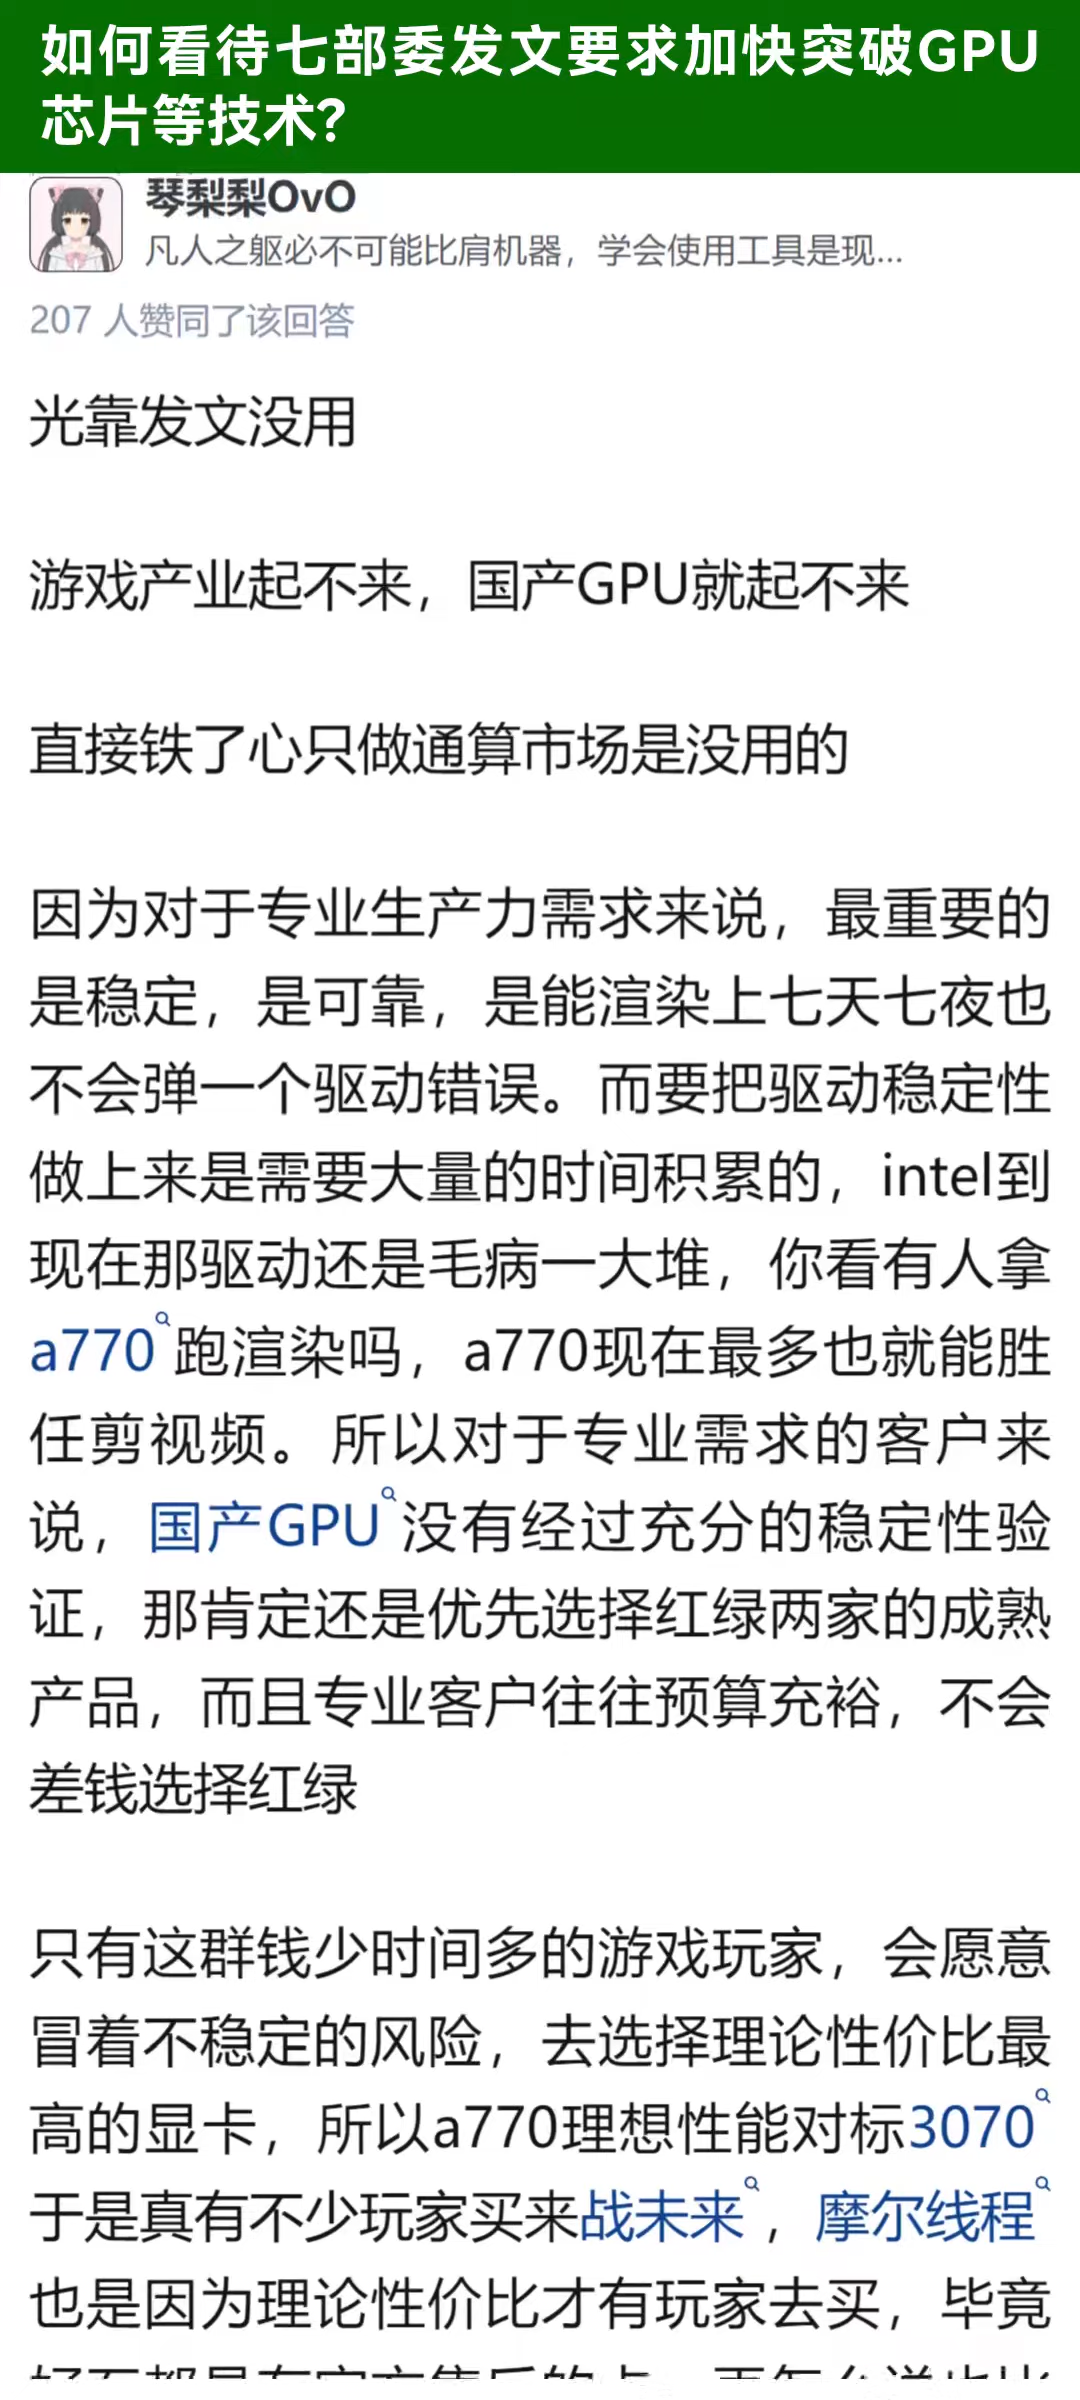 如何看待七部委发文要求加快突破GPU
芯片等技术？
琴梨梨OvO
凡人之躯必不可能比肩机器，学会使用工具是现...
207 人赞同了该回答
光靠发文没用
游戏产业起不来，国产GPU就起不来
直接铁了心只做通算市场是没用的
因为对于专业生产力需求来说，最重要的
是稳定，是可靠，是能渲染上七天七夜也
不会弹一个驱动错误。而要把驱动稳定性
做上来是需要大量的时间积累的，intel到
现在那驱动还是毛病一大堆，你看有人拿
a770跑渲染吗，a770现在最多也就能胜
任剪视频。所以对于专业需求的客户来
说，国产GPU没有经过充分的稳定性验
证，那肯定还是优先选择红绿两家的成熟
产品，而且专业客户往往预算充裕，不会
差钱选择红绿
只有这群钱少时间多的游戏玩家，会愿意
冒着不稳定的风险，去选择理论性价比最
高的显卡，所以a770理想性能对标3070
于是真有不少玩家买来战未来，摩尔线程
也是因为理论性价比才有玩家去买，毕竟